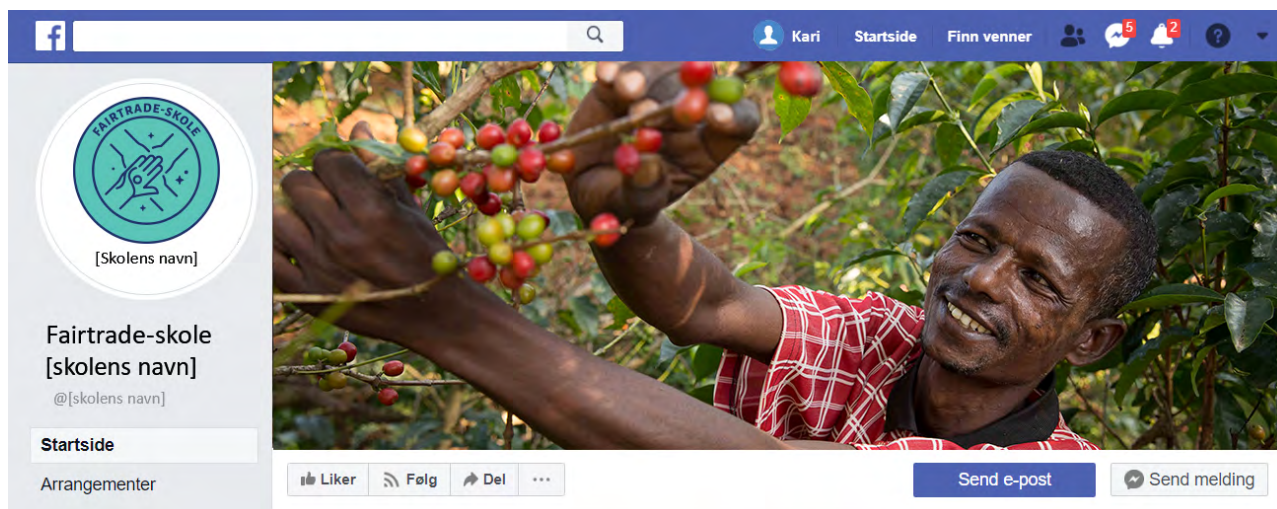 f
Kari
Startside
Finn venner
5
2
?
FAIRTRADE-SKOLE
[Skolens navn]
Fairtrade-skole
[skolens navn]
@[skolens navn]
Startside
Arrangementer
Liker
Følg
Del
...
Send e-post
Send melding